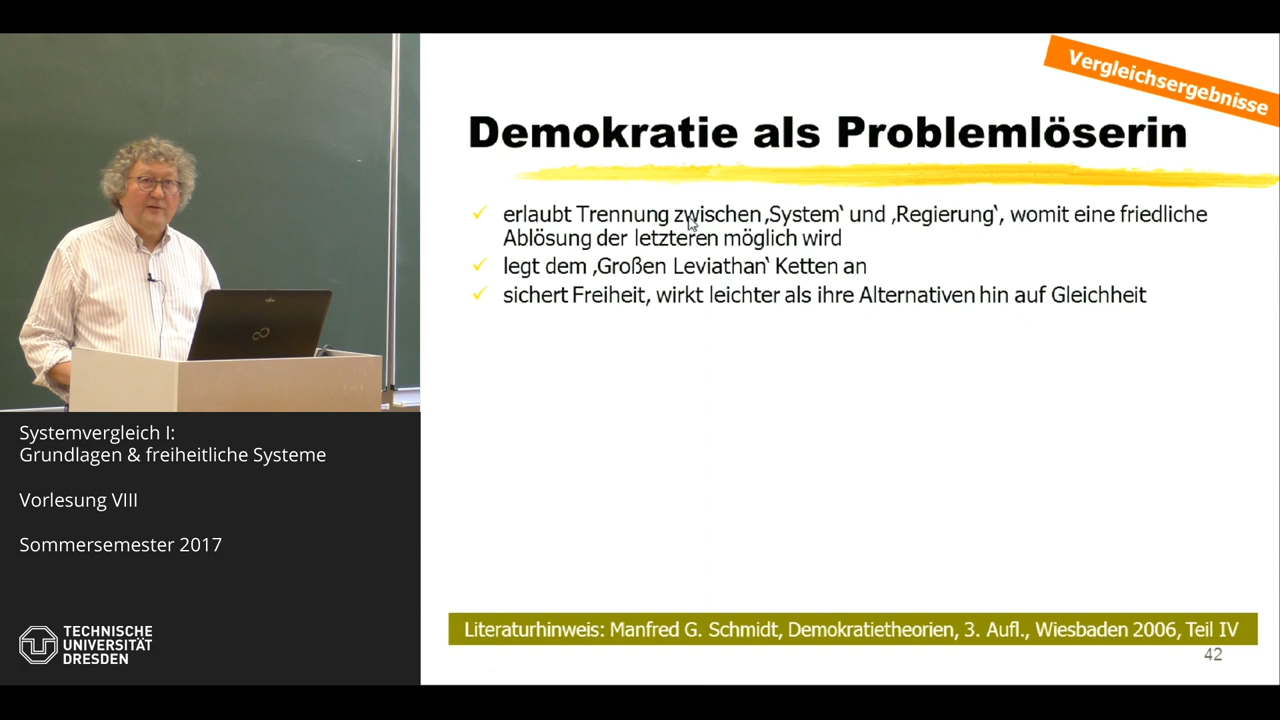 Vergleichsergebnisse
Demokratie als Problemlöserin
erlaubt Trennung zwischen ‚System‘ und ‚Regierung‘, womit eine friedliche
Ablösung der letzteren möglich wird
legt dem ‚Großen Leviathan‘ Ketten an
sichert Freiheit, wirkt leichter als ihre Alternativen hin auf Gleichheit
Literaturhinweis: Manfred G. Schmidt, Demokratietheorien, 3. Aufl., Wiesbaden 2006, Teil IV
42
Systemvergleich I:
Grundlagen & freiheitliche Systeme
Vorlesung VIII
Sommersemester 2017
TECHNISCHE
UNIVERSITÄT
DRESDEN